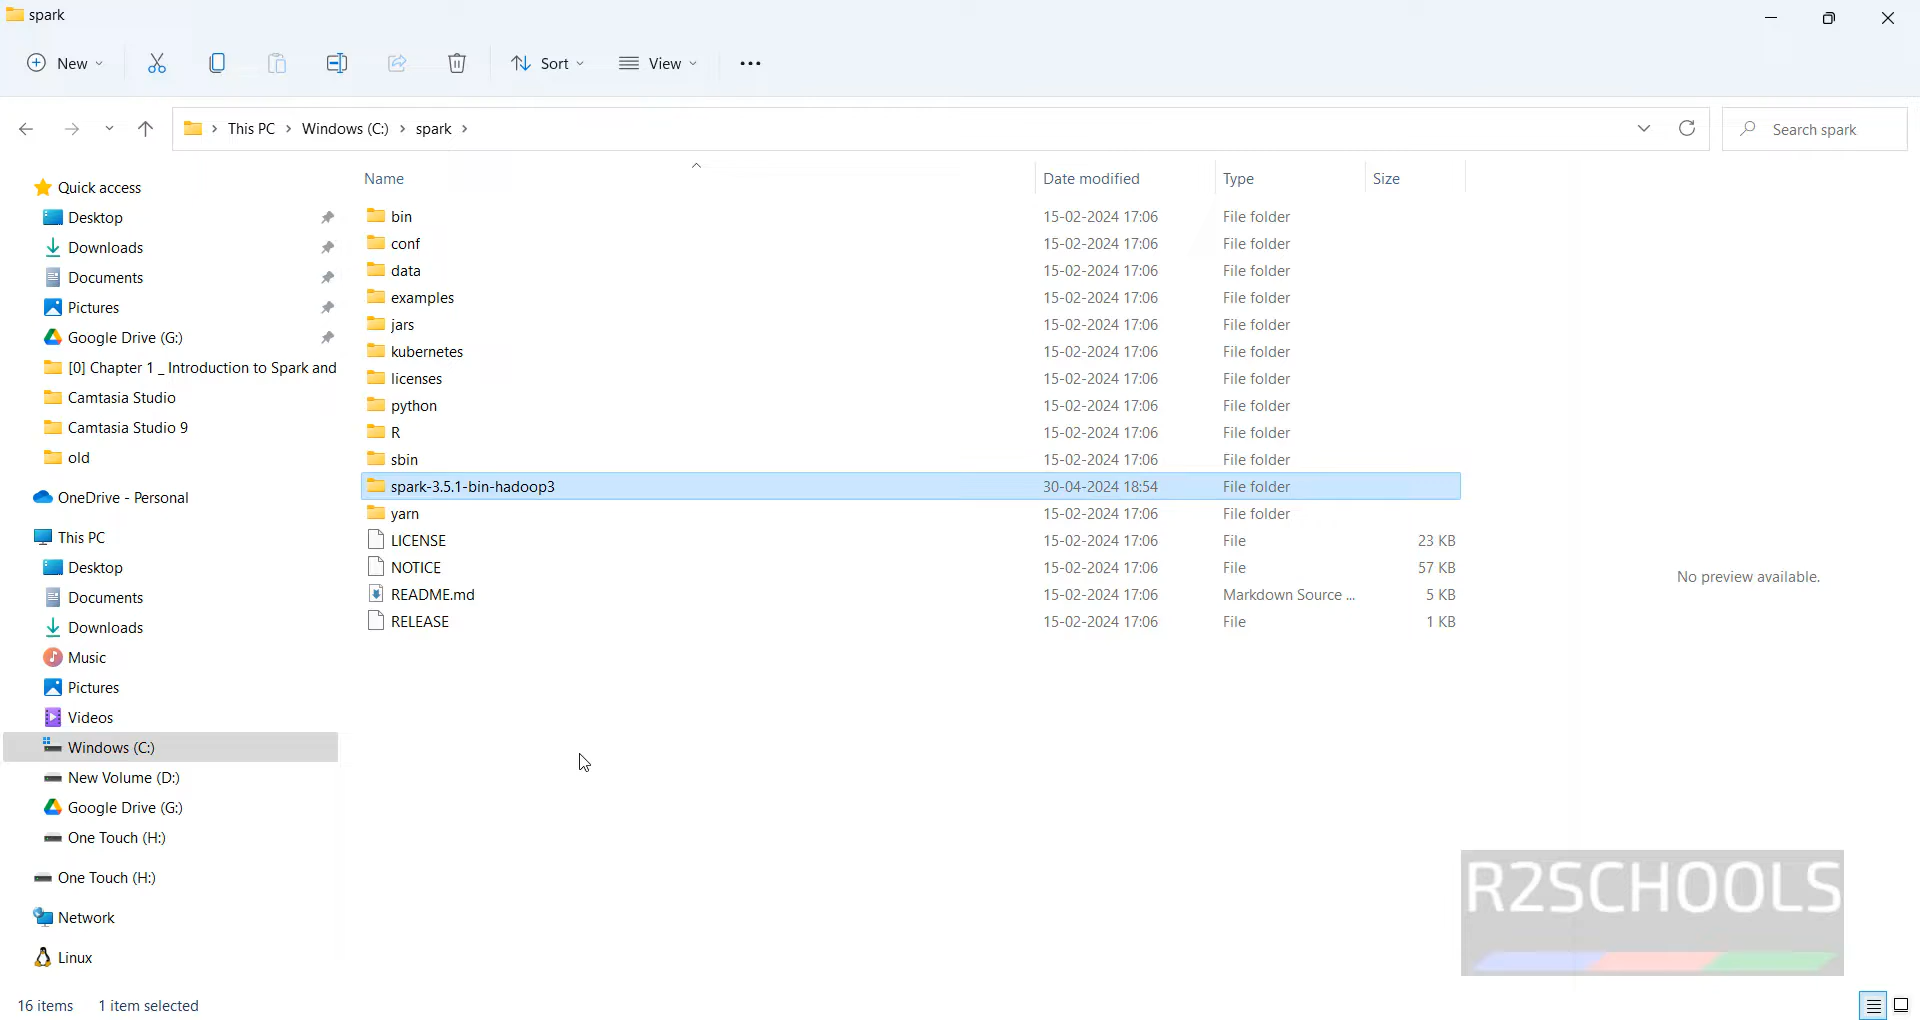 spark
New
Sort
View
This PC
Windows (C:)
spark
Search spark
Name
Date modified
Type
Size
Quick access
Desktop
Downloads
Documents
Pictures
Google Drive (G:)
[0] Chapter 1 _ Introduction to Spark and
Camtasia Studio
Camtasia Studio 9
old
OneDrive - Personal
This PC
Desktop
Documents
Downloads
Music
Pictures
Videos
Windows (C:)
New Volume (D:)
Google Drive (G:)
One Touch (H:)
One Touch (H:)
Network
Linux
bin 15-02-2024 17:06 File folder
conf 15-02-2024 17:06 File folder
data 15-02-2024 17:06 File folder
examples 15-02-2024 17:06 File folder
jars 15-02-2024 17:06 File folder
kubernetes 15-02-2024 17:06 File folder
licenses 15-02-2024 17:06 File folder
python 15-02-2024 17:06 File folder
R 15-02-2024 17:06 File folder
sbin 15-02-2024 17:06 File folder
spark-3.5.1-bin-hadoop3 30-04-2024 18:54 File folder
yarn 15-02-2024 17:06 File folder
LICENSE 15-02-2024 17:06 File 23 KB
NOTICE 15-02-2024 17:06 File 57 KB
README.md 15-02-2024 17:06 Markdown Source ... 5 KB
RELEASE 15-02-2024 17:06 File 1 KB
No preview available.
R2SCHOOLS
16 items
1 item selected